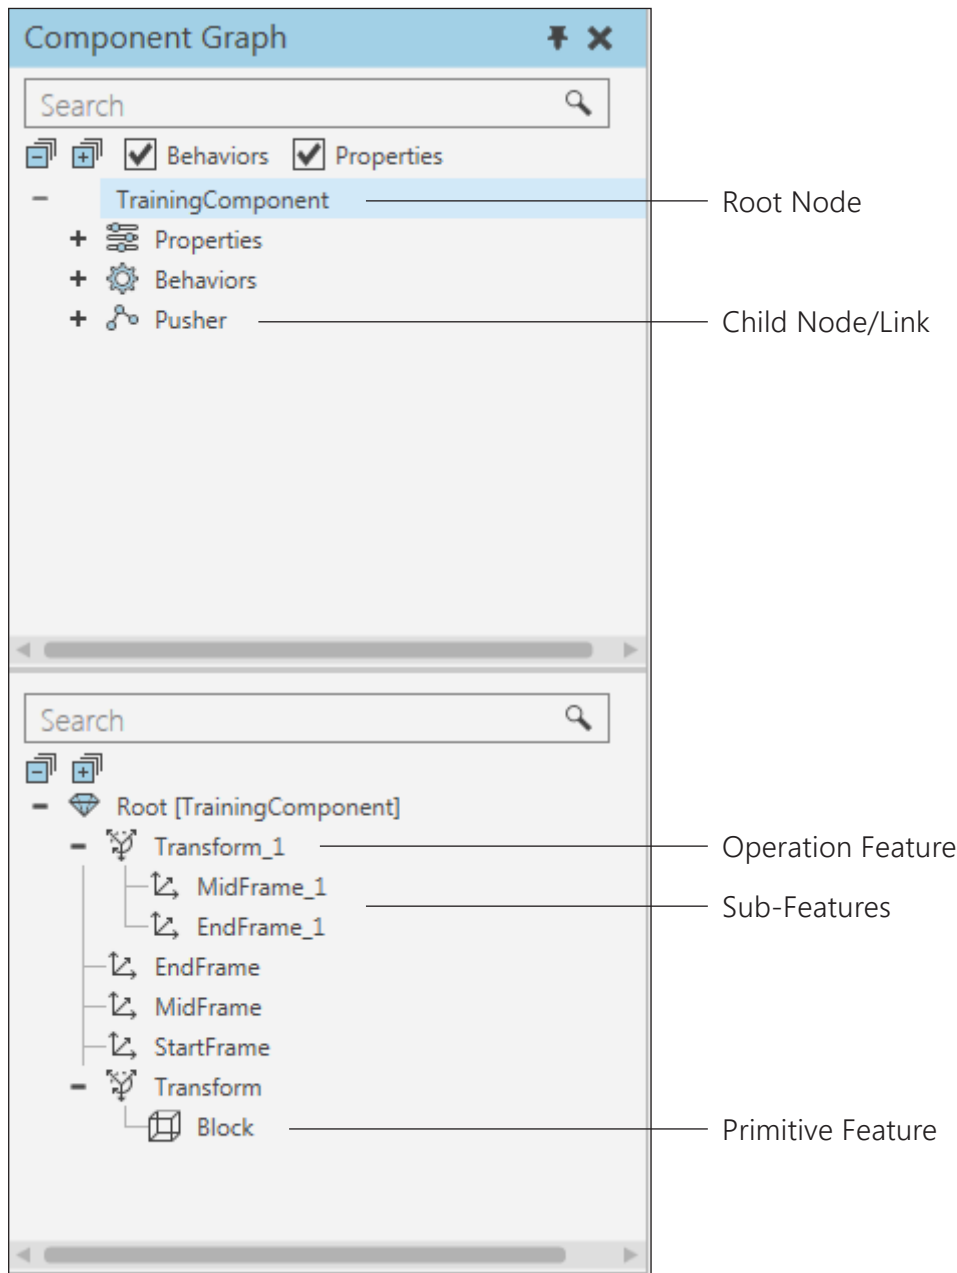 Component Graph
Search
Behaviors Properties
TrainingComponent Root Node
Properties
Behaviors
Pusher Child Node/Link
Search
Root [TrainingComponent]
Transform_1 Operation Feature
MidFrame_1
Sub-Features
EndFrame_1
EndFrame
MidFrame
StartFrame
Transform
Block Primitive Feature